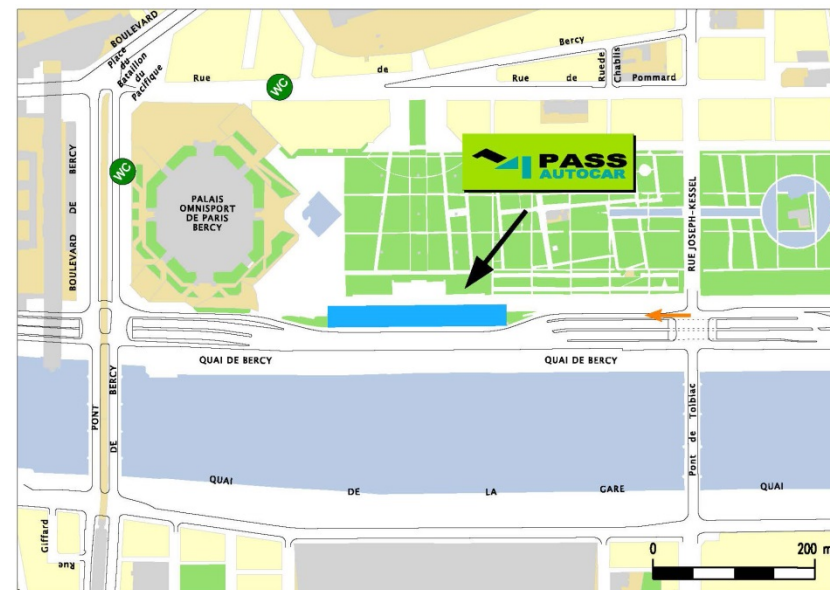 BOULEVARD
Place
du
Bataillon
du
Pacifique
Rue
de
Bercy
Rue de
Ruede
Chablis
Pommard
WC
WC
PASS
AUTOCAR
BOULEVARD DE BERCY
PALAIS
OMNISPORT
DE PARIS
BERCY
RUE JOSEPH-KESSEL
QUAI DE BERCY
QUAI DE BERCY
PONT
DE BERCY
Pont de Tolbiac
QUAI
DE
LA
GARE
QUAI
Rue
Giffard
0
200 m